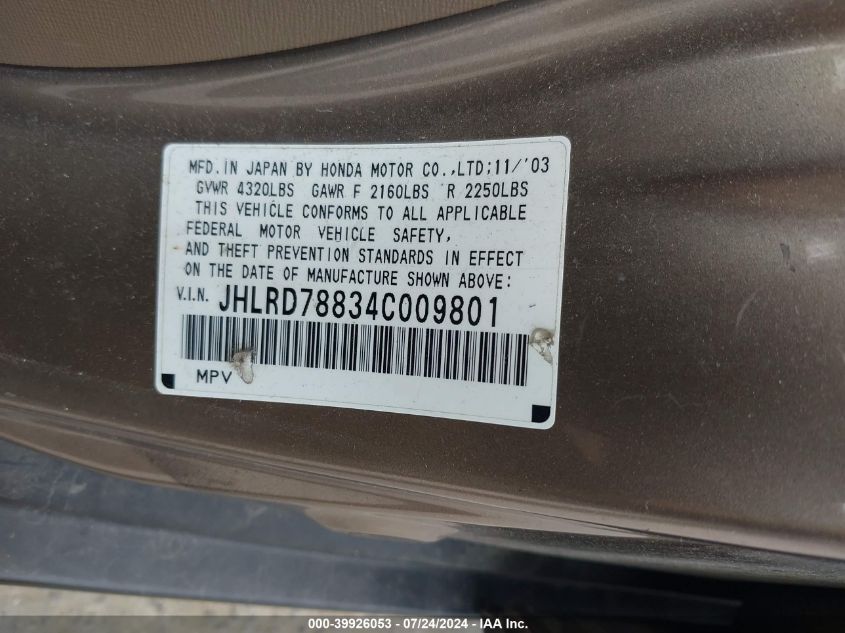 MFD.IN JAPAN BY HONDA MOTOR CO.,LTD;11/'03
GVWR 4320LBS GAWR F 2160LBS R 2250LBS
THIS VEHICLE CONFORMS TO ALL APPLICABLE
FEDERAL MOTOR VEHICLE SAFETY,
AND THEFT PREVENTION STANDARDS IN EFFECT
ON THE DATE OF MANUFACTURE SHOWN ABOVE:
V.I.N. JHLRD78834C009801
MPV
000-39926053 - 07/24/2024 - © IAA Inc.